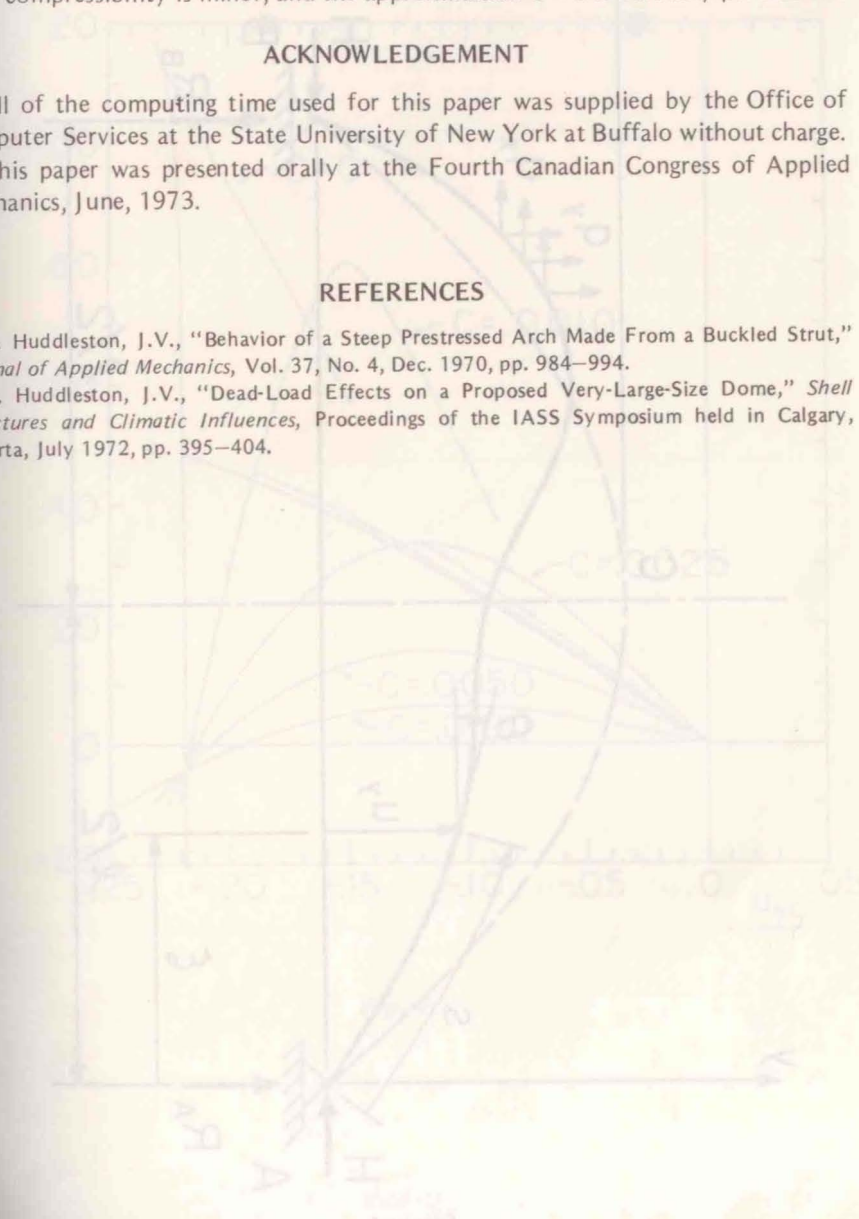 ACKNOWLEDGEMENT
ll of the computing time used for this paper was supplied by the Office of
puter Services at the State University of New York at Buffalo without charge.
his paper was presented orally at the Fourth Canadian Congress of Applied
hanics, June, 1973.
REFERENCES
. Huddleston, J.V., "Behavior of a Steep Prestressed Arch Made From a Buckled Strut,"
nal of Applied Mechanics, Vol. 37, No. 4, Dec. 1970, pp. 984–994.
. Huddleston, J.V., "Dead-Load Effects on a Proposed Very-Large-Size Dome," Shell
ctures and Climatic Influences, Proceedings of the IASS Symposium held in Calgary,
rta, July 1972, pp. 395–404.